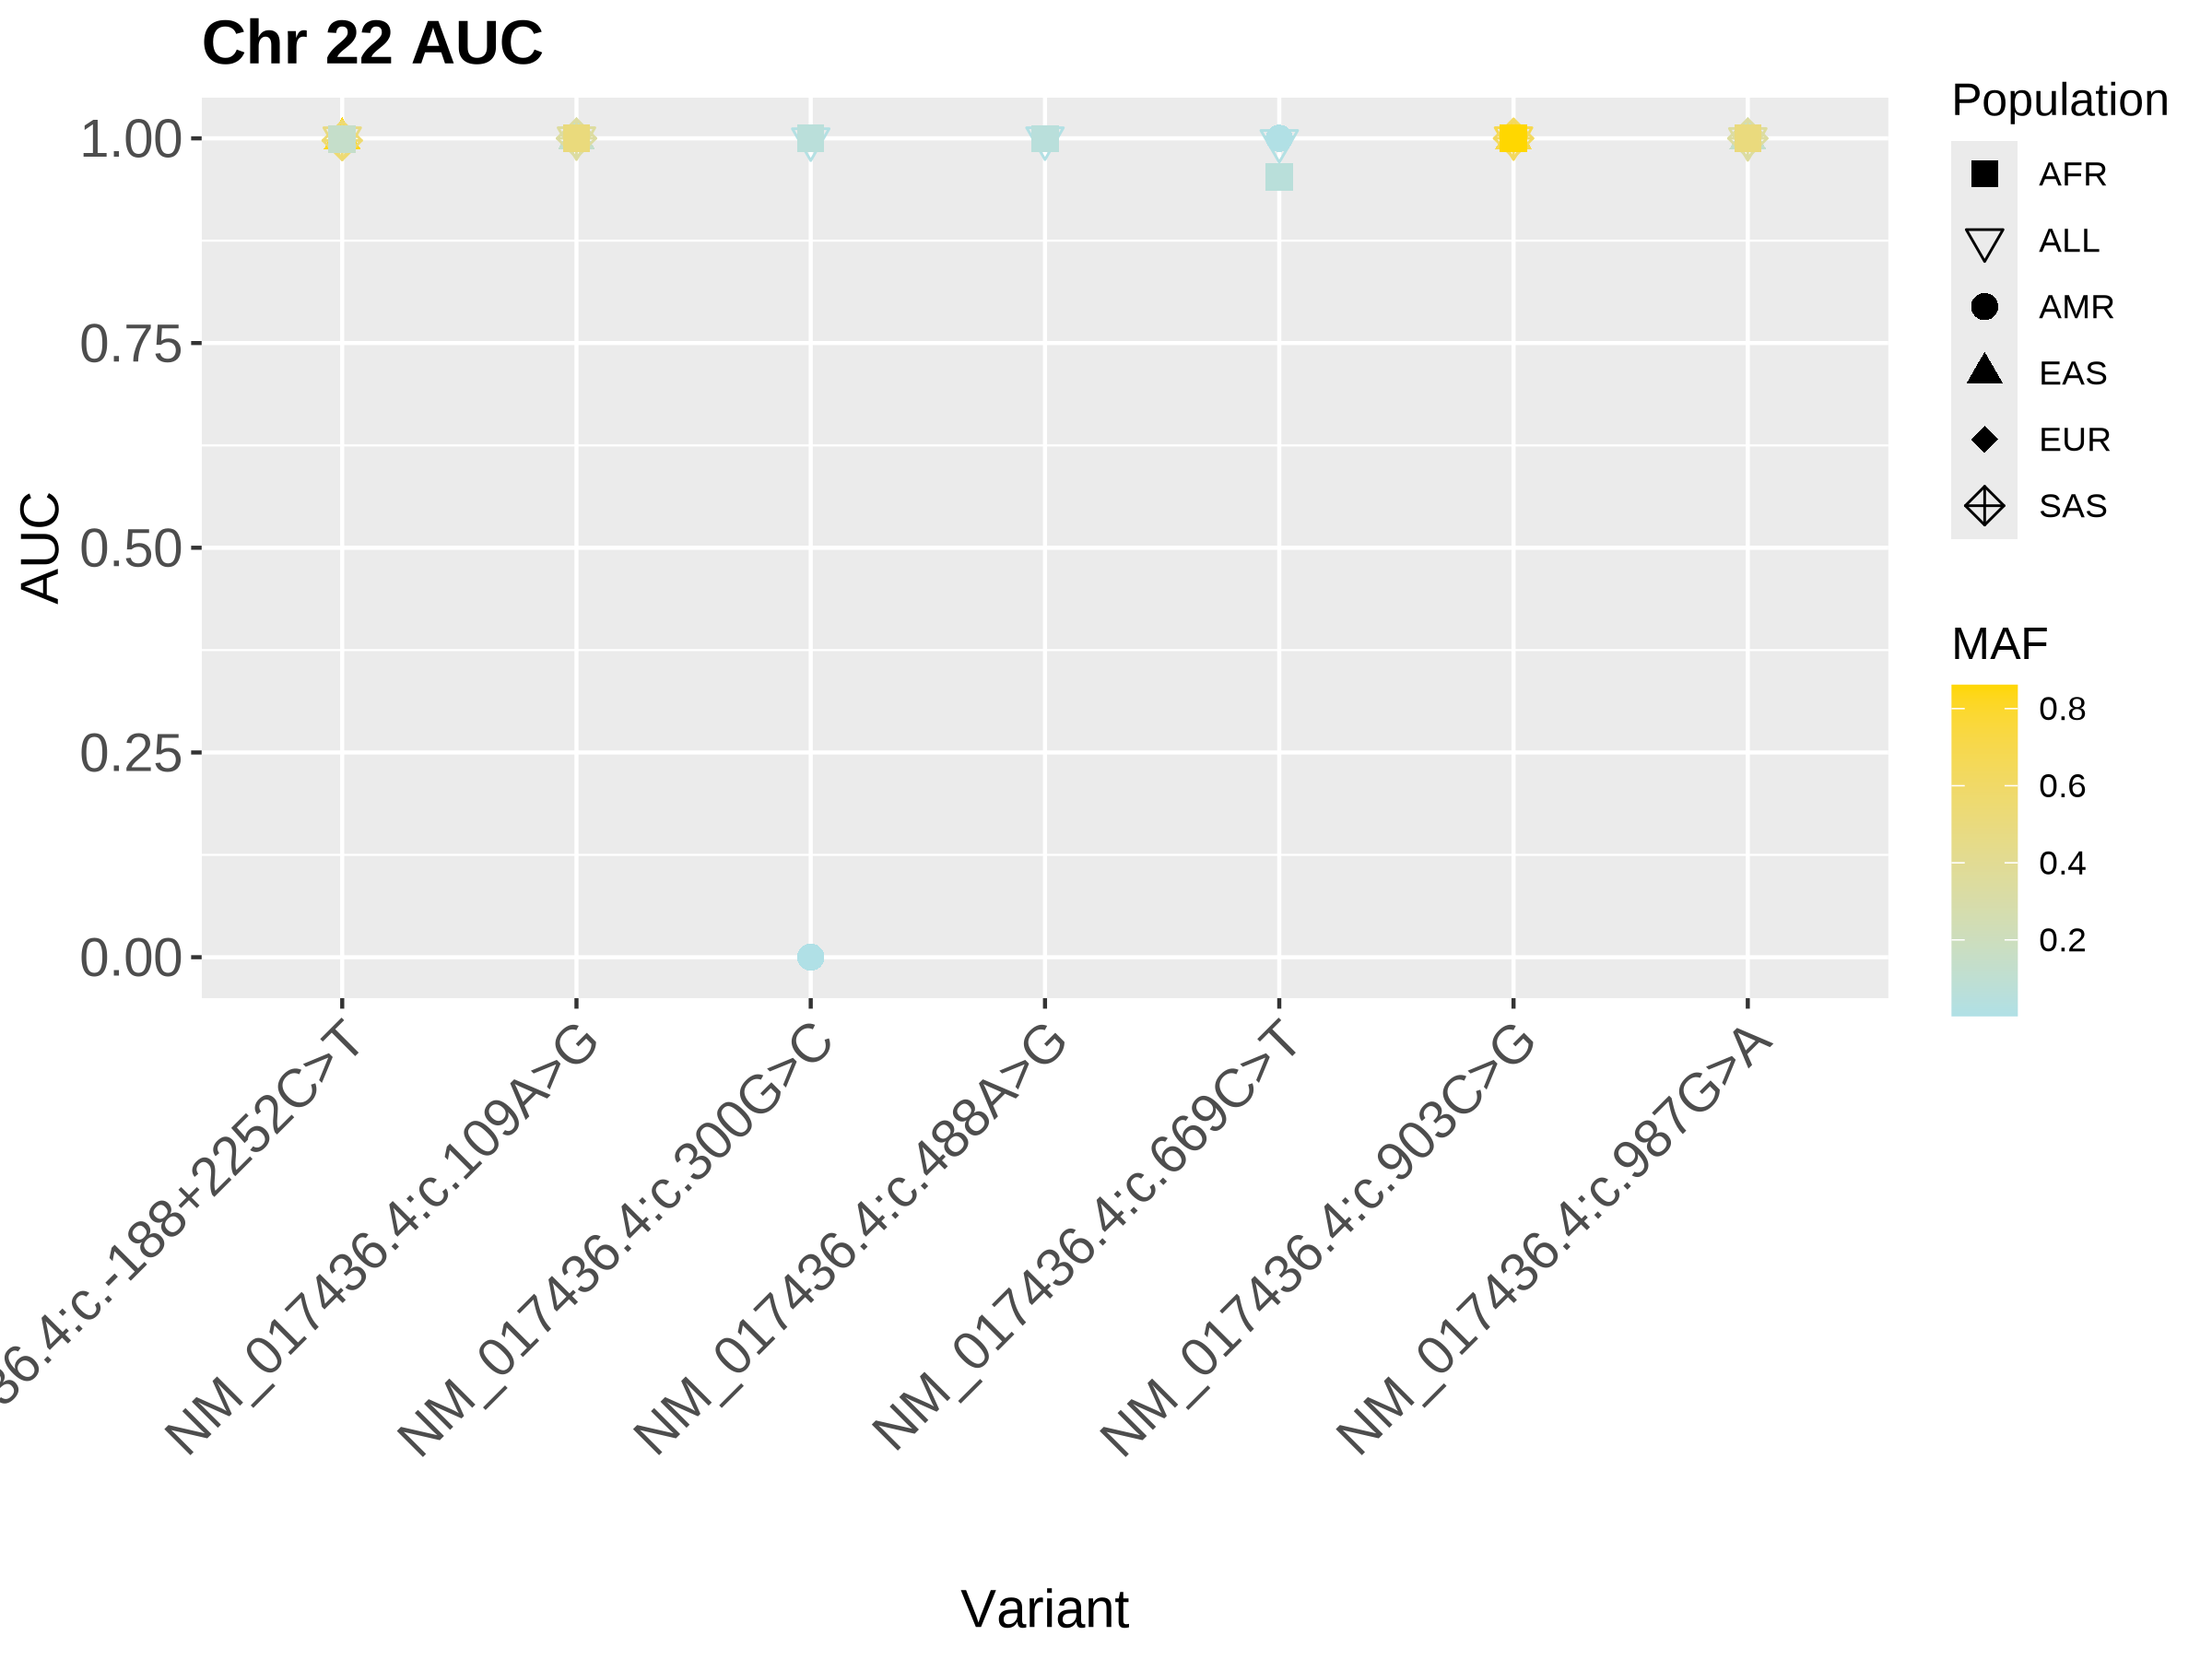 Chr 22 AUC
AUC
1.00
0.75
0.50
0.25
0.00
36.4:c.-188+2252C>T
NM_017436.4:c.109A>G
NM_017436.4:c.300G>C
NM_017436.4:c.488A>G
NM_017436.4:c.669C>T
NM_017436.4:c.903C>G
NM_017436.4:c.987G>A
Variant
Population
AFR
ALL
AMR
EAS
EUR
SAS
MAF
0.8
0.6
0.4
0.2